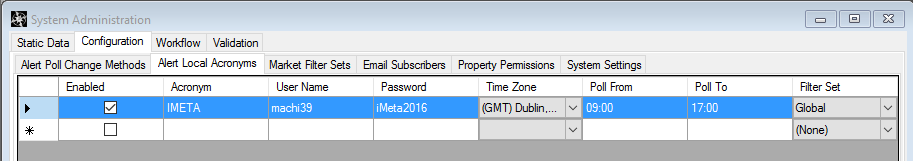 System Administration
Static Data Configuration Workflow Validation
Alert Poll Change Methods Alert Local Acronyms Market Filter Sets Email Subscribers Property Permissions System Settings
Enabled Acronym User Name Password Time Zone Poll From Poll To Filter Set
IMETA machi39 iMeta2016 (GMT) Dublin,... 09:00 17:00 Global
(None)